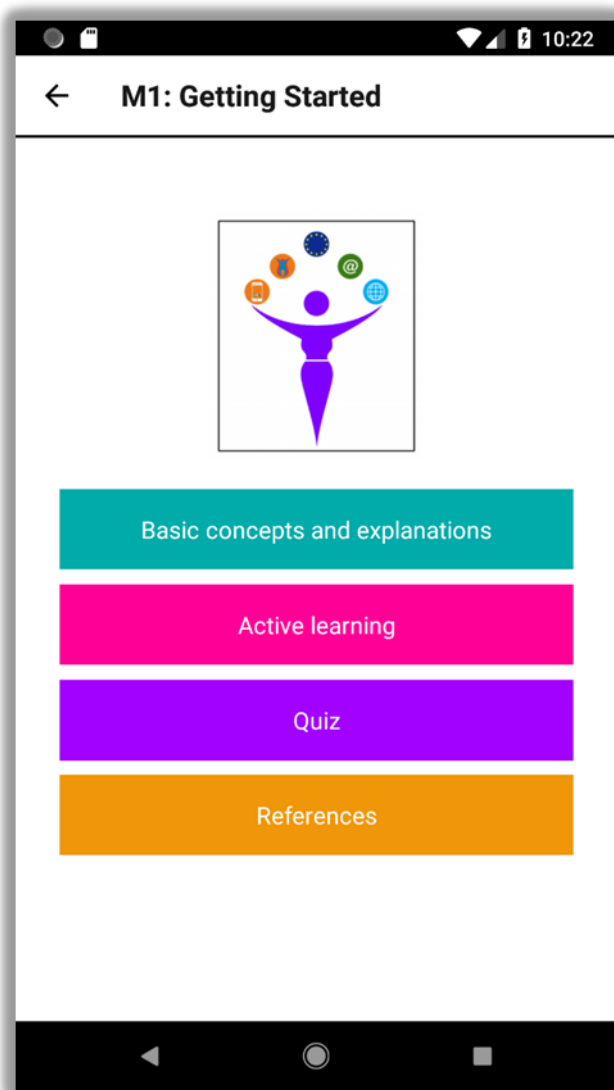 10:22
M1: Getting Started
@
Basic concepts and explanations
Active learning
Quiz
References